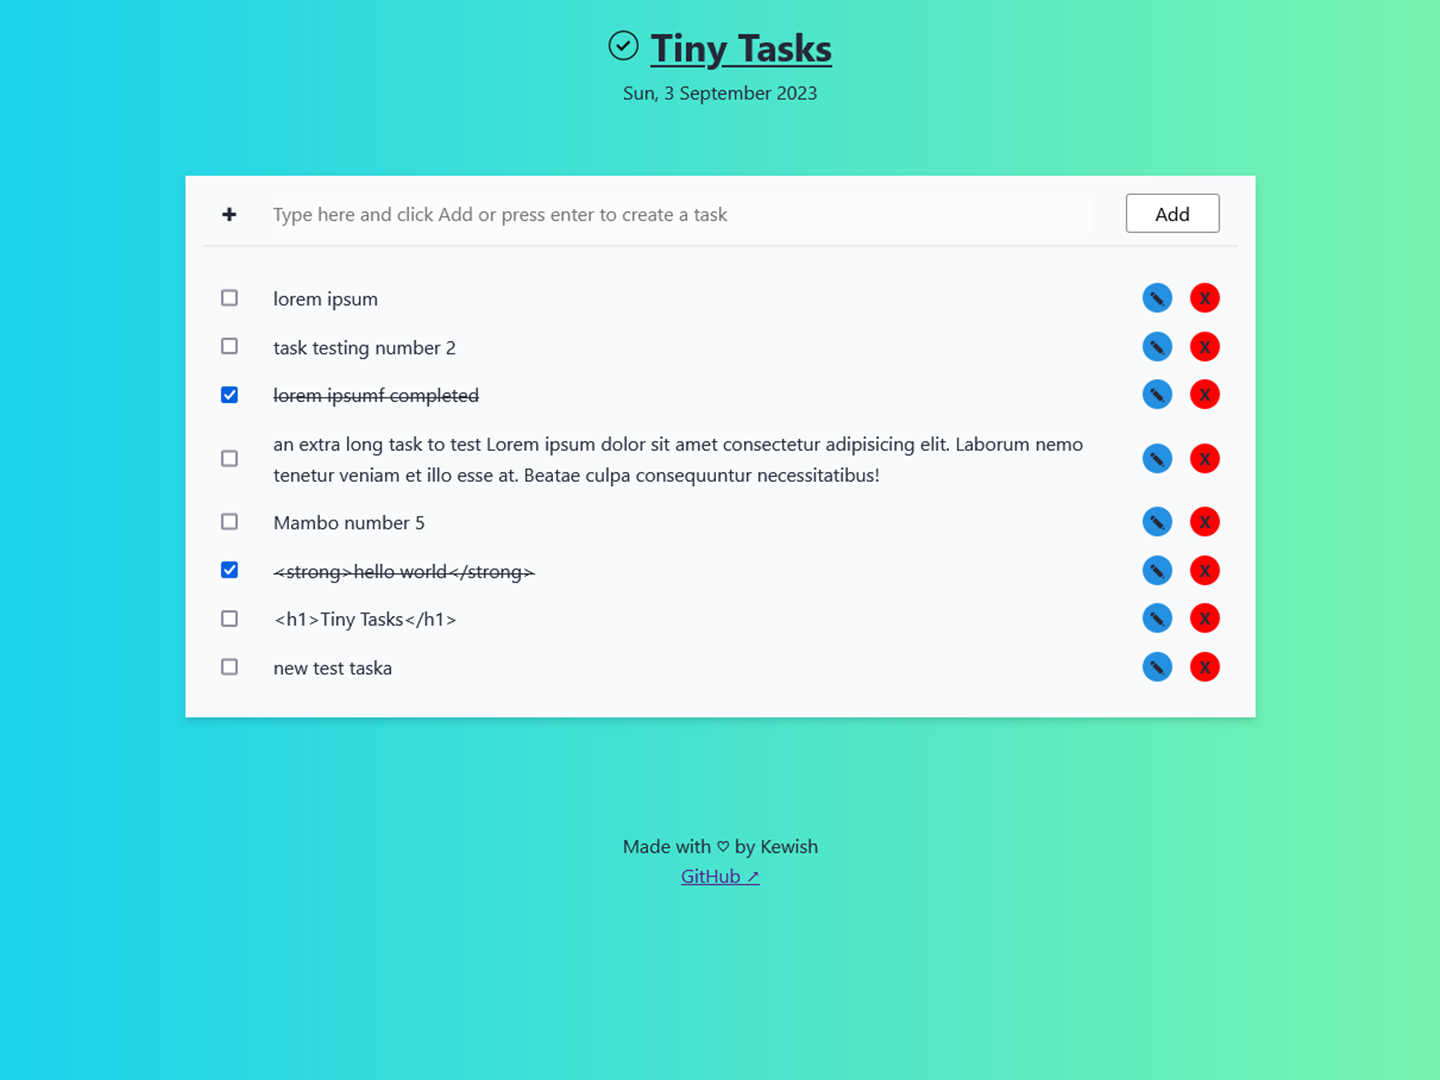 Tiny Tasks
Sun, 3 September 2023
Type here and click Add or press enter to create a task
Add
lorem ipsum
X
task testing number 2
X
lorem ipsumf completed
X
an extra long task to test Lorem ipsum dolor sit amet consectetur adipisicing elit. Laborum nemo
tenetur veniam et illo esse at. Beatae culpa consequuntur necessitatibus!
X
Mambo number 5
X
<strong>hello world</strong>
X
<h1>Tiny Tasks</h1>
X
new test taska
X
Made with ♡ by Kewish
GitHub ↗